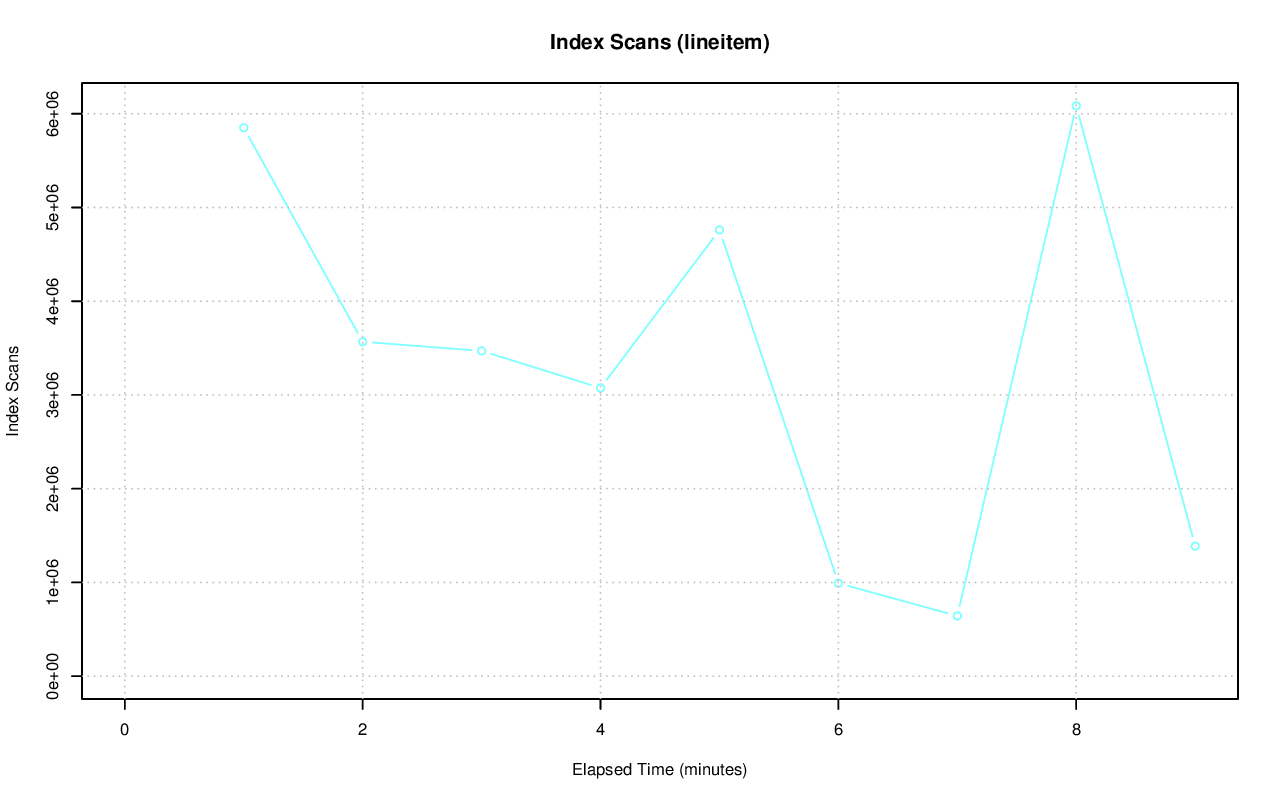 Index Scans (lineitem)
6e+06
5e+06
4e+06
3e+06
2e+06
1e+06
0e+00
Index Scans
0 2 4 6 8
Elapsed Time (minutes)